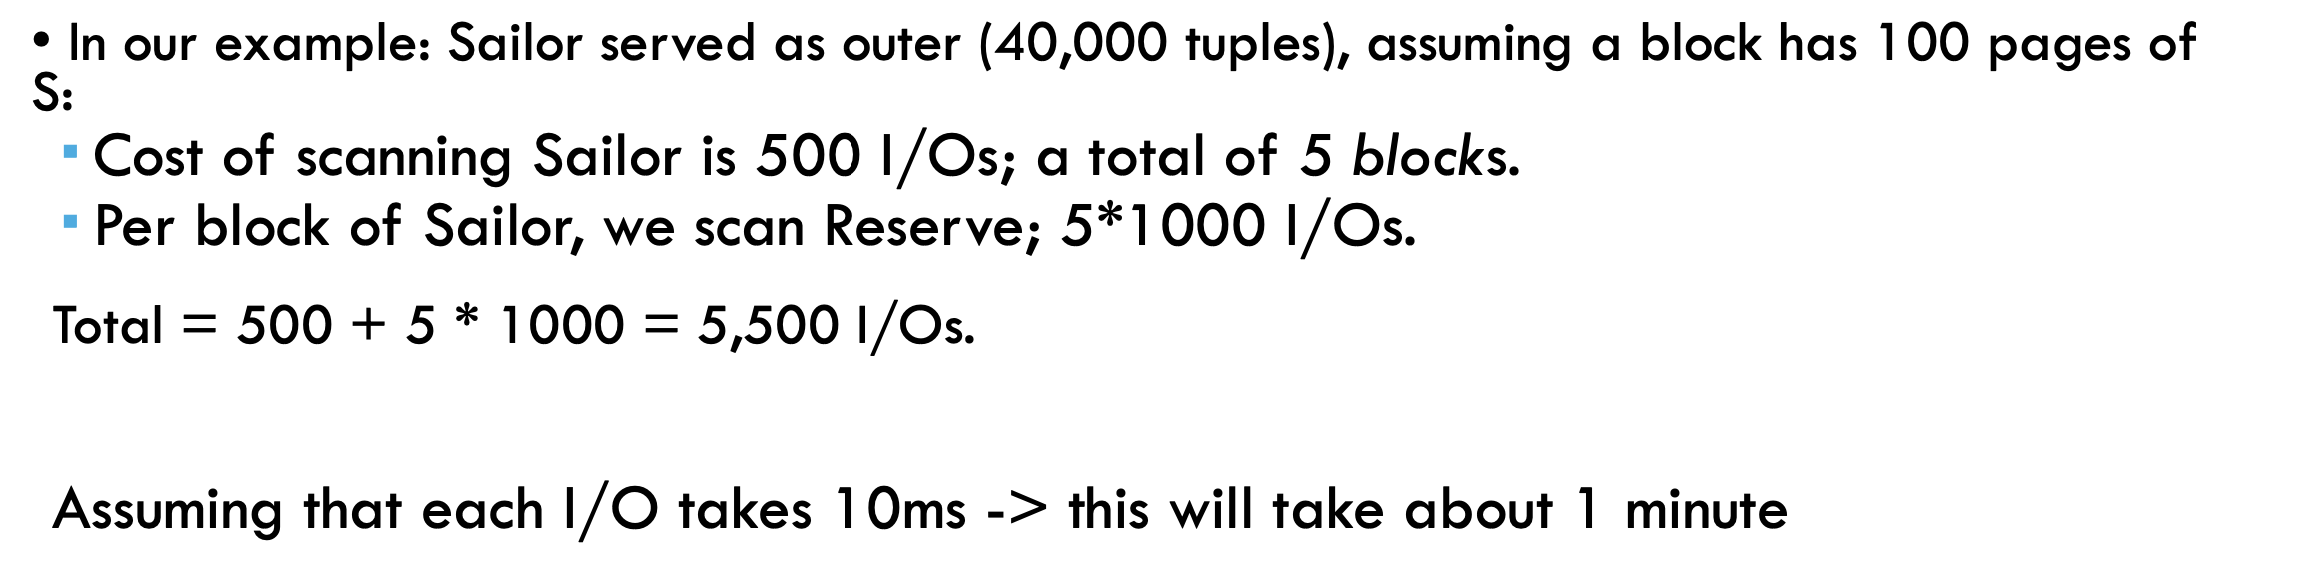 • In our example: Sailor served as outer (40,000 tuples), assuming a block has 100 pages of
S:
▪ Cost of scanning Sailor is 500 I/Os; a total of 5 blocks.
▪ Per block of Sailor, we scan Reserve; 5*1000 I/Os.
Total = 500 + 5 * 1000 = 5,500 I/Os.
Assuming that each I/O takes 10ms -> this will take about 1 minute